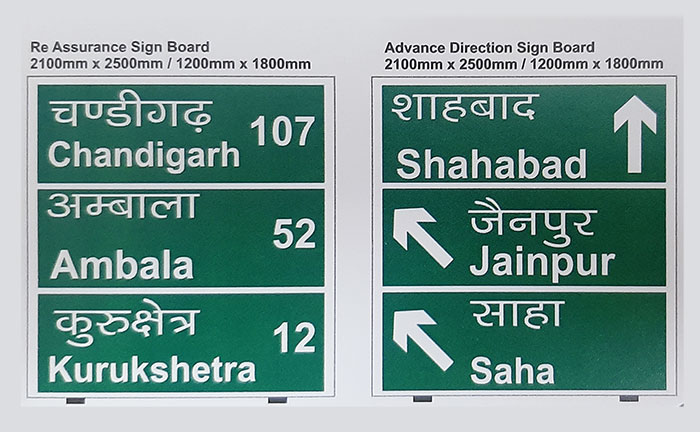 Re Assurance Sign Board
2100mm x 2500mm / 1200mm x 1800mm
चण्डीगढ़
Chandigarh 107
अम्बाला
Ambala 52
कुरुक्षेत्र
Kurukshetra 12
Advance Direction Sign Board
2100mm x 2500mm / 1200mm x 1800mm
शाहबाद
Shahabad
जैनपुर
Jainpur
साहा
Saha